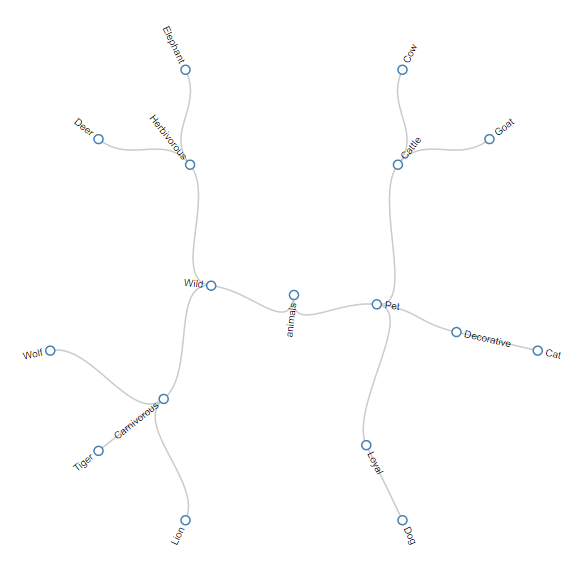 Elephant
Cow
Deer
Herbivorous
Cattle
Goat
Wild
animals
Pet
Decorative
Cat
Wolf
Carnivorous
Tiger
Loyal
Lion
Dog